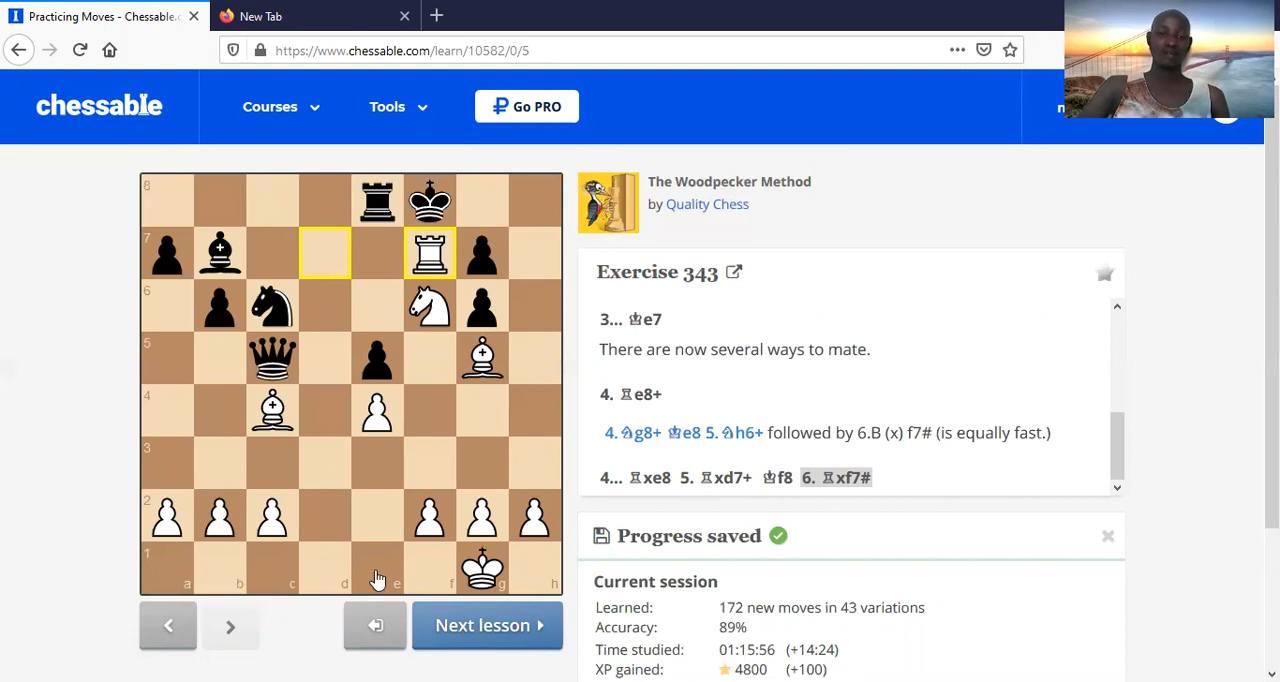 Practicing Moves - Chessable.c
New Tab
https://www.chessable.com/learn/10582/0/5
chessable
Courses
Tools
Go PRO
8
7
6
5
4
3
2
1
a
b
c
d
e
f
g
h
Next lesson
The Woodpecker Method
by Quality Chess
Exercise 343
3... ♔e7
There are now several ways to mate.
4. ♖e8+
4.♘g8+ ♔e8 5.♘h6+ followed by 6.B (x) f7# (is equally fast.)
4... ♖xe8 5. ♖xd7+ ♔f8 6. ♖xf7#
Progress saved
Current session
Learned: 172 new moves in 43 variations
Accuracy: 89%
Time studied: 01:15:56 (+14:24)
XP gained: 4800 (+100)